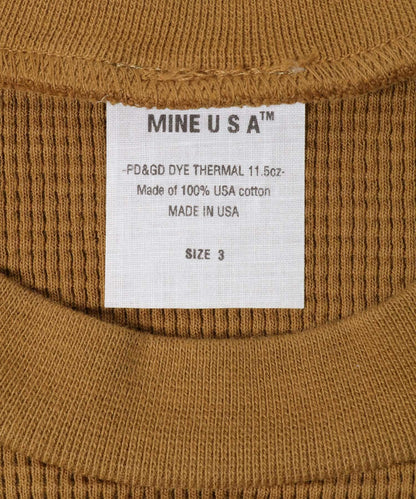 MINE U S A™
-PD&GD DYE THERMAL 11.5oz-
Made of 100% USA cotton
MADE IN USA
SIZE 3